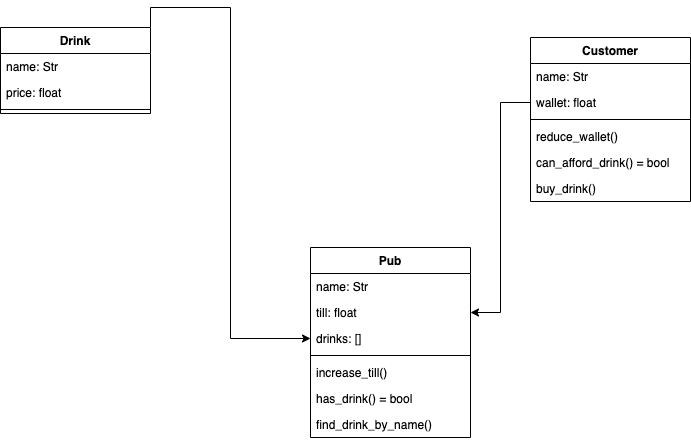 Drink
name: Str
price: float
Customer
name: Str
wallet: float
reduce_wallet()
can_afford_drink() = bool
buy_drink()
Pub
name: Str
till: float
drinks: []
increase_till()
has_drink() = bool
find_drink_by_name()